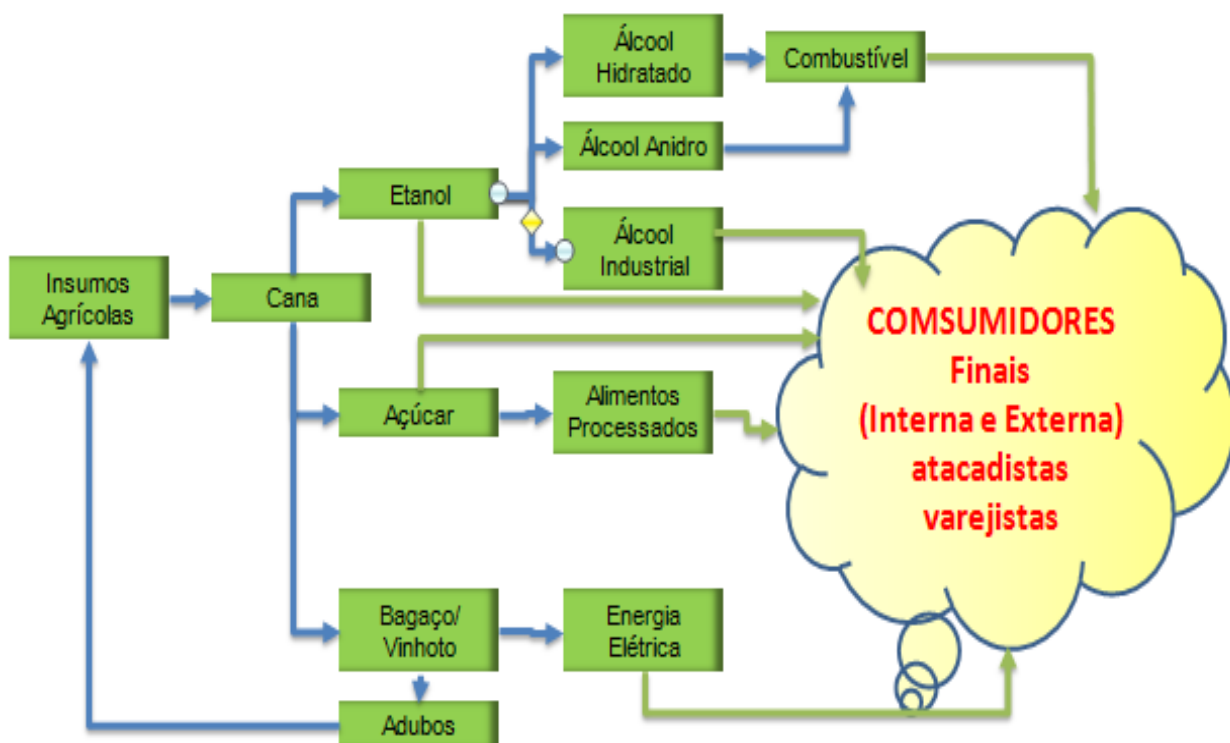 Álcool
Hidratado
Combustível
Álcool Anidro
Etanol
Álcool
Industrial
Insumos
Agrícolas
Cana
COMSUMIDORES
Finais
(Interna e Externa)
atacadistas
varejistas
Açúcar
Alimentos
Processados
Bagaço/
Vinhoto
Energia
Elétrica
Adubos